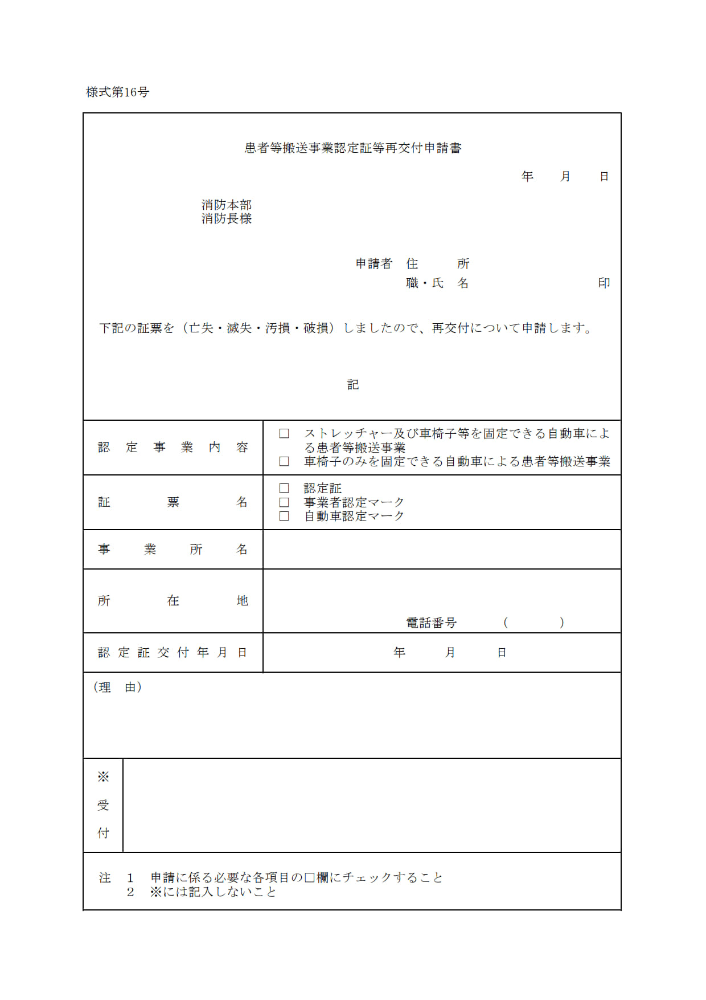 様式第16号
患者等搬送事業認定証等再交付申請書
年　　月　　日
消防本部
消防長様
申請者　住　　　所
職・氏　名　　　　　　　　　　印
下記の証票を（亡失・滅失・汚損・破損）しましたので、再交付について申請します。
記
認　定　事　業　内　容
□　ストレッチャー及び車椅子等を固定できる自動車によ
る患者等搬送事業
□　車椅子のみを固定できる自動車による患者等搬送事業
証　　　　票　　　　名
□　認定証
□　事業者認定マーク
□　自動車認定マーク
事　　業　　所　　名
所　　　　在　　　　地
電話番号　　　（　　　　）
認 定 証 交 付 年 月 日
年　　　月　　　日
（理　由）
※
受
付
注　１　申請に係る必要な各項目の□欄にチェックすること
２　※には記入しないこと